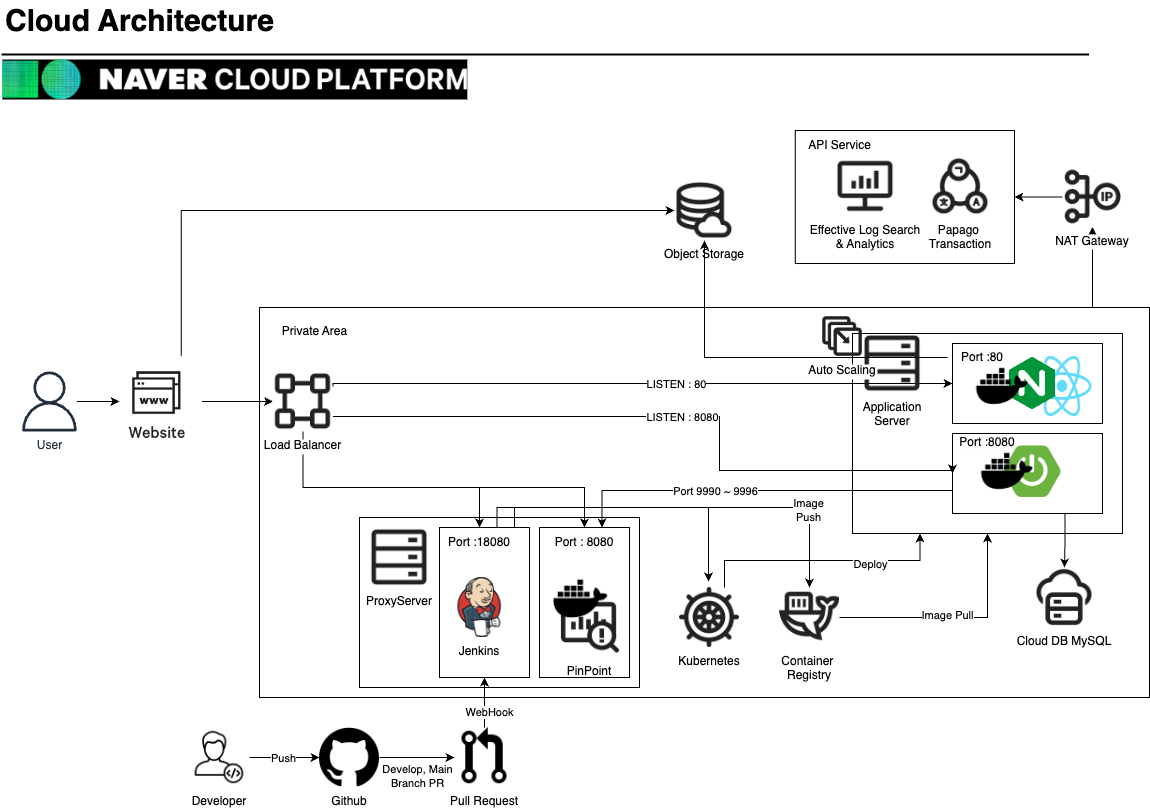 Cloud Architecture
NAVER CLOUD PLATFORM
API Service
Effective Log Search
& Analytics
Papago
Transaction
IP
NAT Gateway
Object Storage
Private Area
Auto Scaling
Application
Server
Port :80
N
Port :8080
LISTEN : 80
LISTEN : 8080
www
User
Website
Load Balancer
Port 9990 ~ 9996
Image
Push
ProxyServer
Port :18080
Jenkins
Port : 8080
PinPoint
Deploy
Image Pull
Kubernetes
Container
Registry
Cloud DB MySQL
WebHook
Push
Develop, Main
Branch PR
Developer
Github
Pull Request